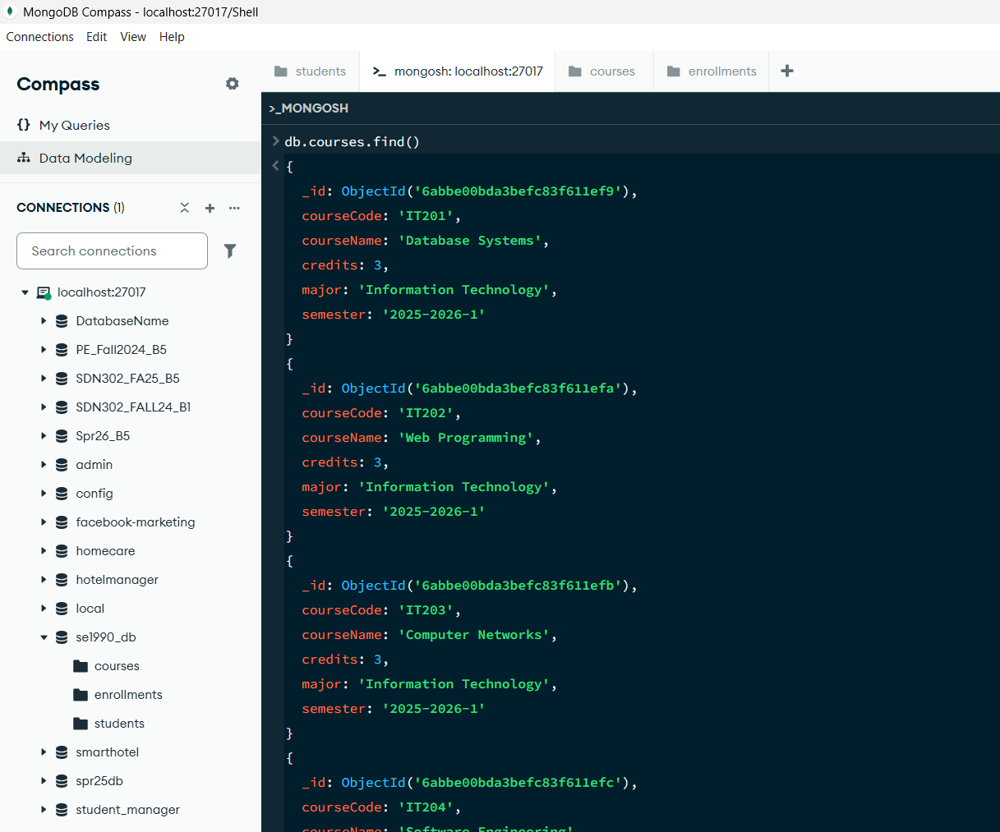 MongoDB Compass - localhost:27017/Shell
Connections Edit View Help
Compass
My Queries
Data Modeling
CONNECTIONS (1)
Search connections
localhost:27017
DatabaseName
PE_Fall2024_B5
SDN302_FA25_B5
SDN302_FALL24_B1
Spr26_B5
admin
config
facebook-marketing
homecare
hotelmanager
local
se1990_db
courses
enrollments
students
smarthotel
spr25db
student_manager
students
>_ mongosh: localhost:27017
courses
enrollments
>_MONGOSH
db.courses.find()
{
_id: ObjectId('6abbe00bda3befc83f611ef9'),
courseCode: 'IT201',
courseName: 'Database Systems',
credits: 3,
major: 'Information Technology',
semester: '2025-2026-1'
}
{
_id: ObjectId('6abbe00bda3befc83f611efa'),
courseCode: 'IT202',
courseName: 'Web Programming',
credits: 3,
major: 'Information Technology',
semester: '2025-2026-1'
}
{
_id: ObjectId('6abbe00bda3befc83f611efb'),
courseCode: 'IT203',
courseName: 'Computer Networks',
credits: 3,
major: 'Information Technology',
semester: '2025-2026-1'
}
{
_id: ObjectId('6abbe00bda3befc83f611efc'),
courseCode: 'IT204',
courseName: 'Software Engineering'